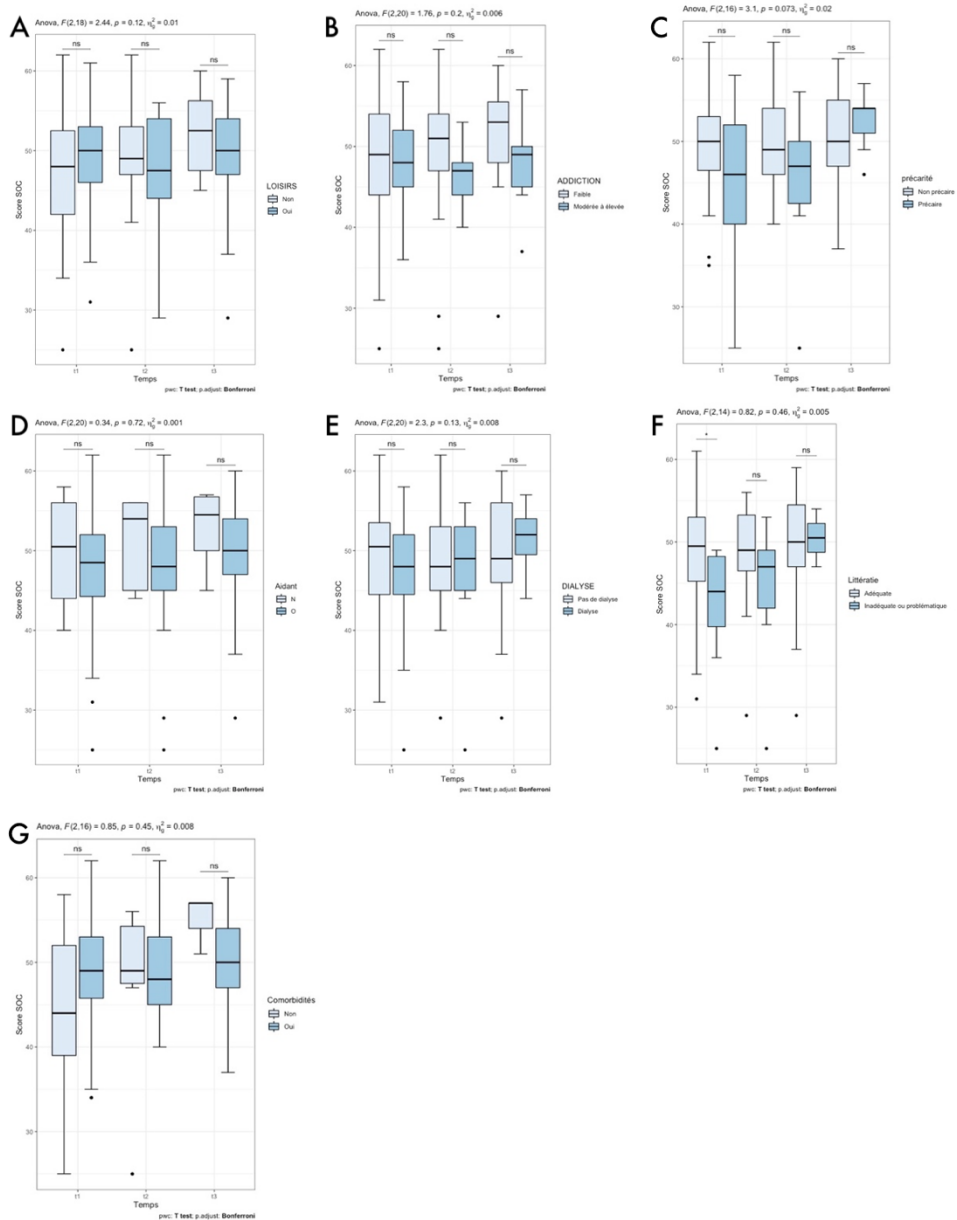 A
Anova, F(2,18) = 2.44, p = 0.12, η²g = 0.01
ns
ns
ns
60
50
40
30
Score SOC
t1
t2
t3
Temps
LOISIRS
Non
Oui
pwc: T test; p.adjust: Bonferroni
B
Anova, F(2,20) = 1.76, p = 0.2, η²g = 0.006
ns
ns
ns
60
50
40
30
Score SOC
t1
t2
t3
Temps
ADDICTION
Faible
Modérée à élevée
pwc: T test; p.adjust: Bonferroni
C
Anova, F(2,16) = 3.1, p = 0.073, η²g = 0.02
ns
ns
ns
60
50
40
30
Score SOC
t1
t2
t3
Temps
précarité
Non précaire
Précaire
pwc: T test; p.adjust: Bonferroni
D
Anova, F(2,20) = 0.34, p = 0.72, η²g = 0.001
ns
ns
ns
60
50
40
30
Score SOC
t1
t2
t3
Temps
Aidant
N
O
pwc: T test; p.adjust: Bonferroni
E
Anova, F(2,20) = 2.3, p = 0.13, η²g = 0.008
ns
ns
ns
60
50
40
30
Score SOC
t1
t2
t3
Temps
DIALYSE
Pas de dialyse
Dialyse
pwc: T test; p.adjust: Bonferroni
F
Anova, F(2,14) = 0.82, p = 0.46, η²g = 0.005
*
ns
ns
60
50
40
30
Score SOC
t1
t2
t3
Temps
Littératie
Adéquate
Inadéquate ou problématique
pwc: T test; p.adjust: Bonferroni
G
Anova, F(2,16) = 0.85, p = 0.45, η²g = 0.008
ns
ns
ns
60
50
40
30
Score SOC
t1
t2
t3
Temps
Comorbidités
Non
Oui
pwc: T test; p.adjust: Bonferroni